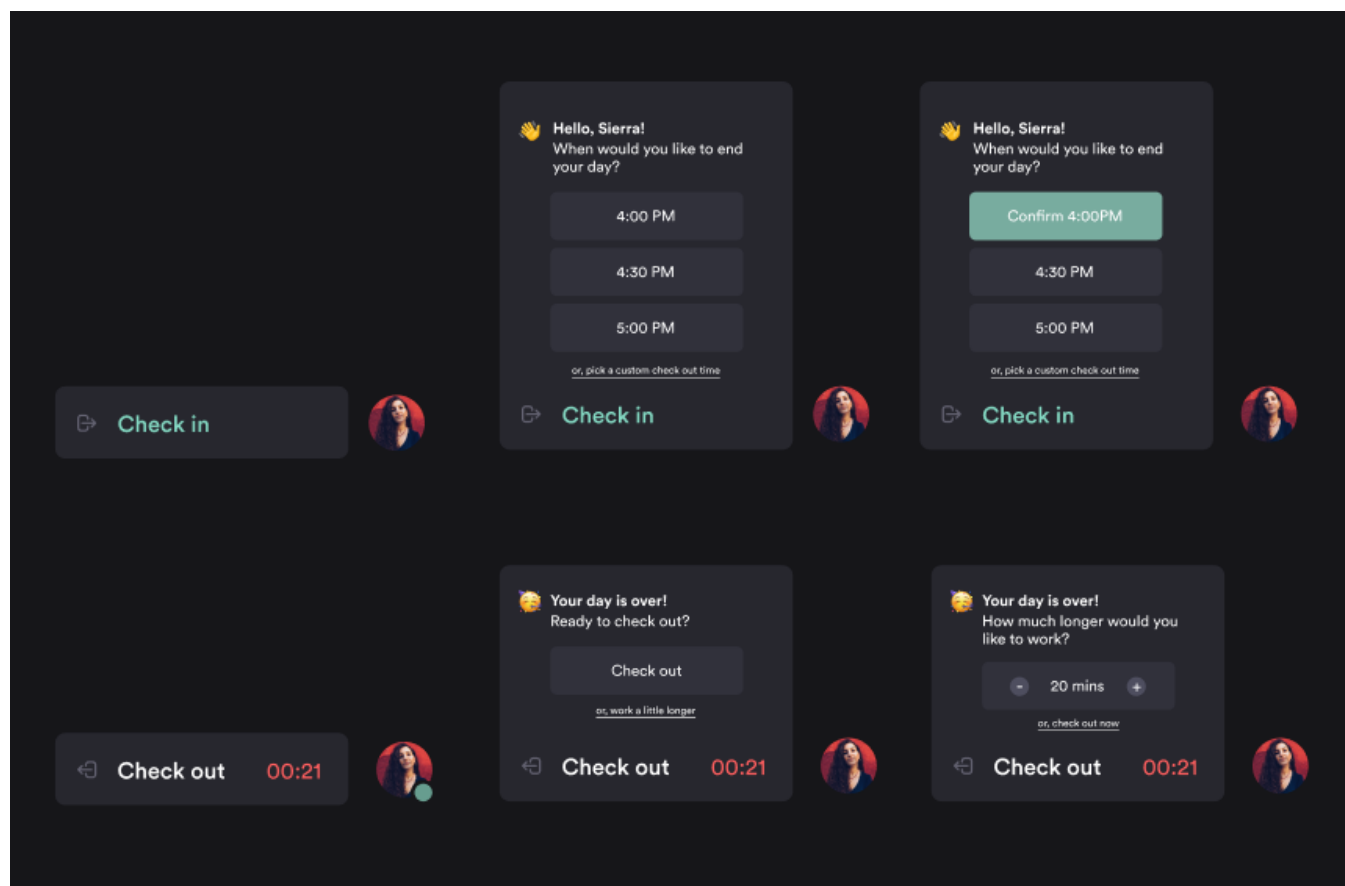 Check in
Hello, Sierra!
When would you like to end
your day?
4:00 PM
4:30 PM
5:00 PM
or, pick a custom check out time
Check in
Hello, Sierra!
When would you like to end
your day?
Confirm 4:00PM
4:30 PM
5:00 PM
or, pick a custom check out time
Check in
Check out 00:21
Your day is over!
Ready to check out?
Check out
or, work a little longer
Check out 00:21
Your day is over!
How much longer would you
like to work?
- 20 mins +
or, check out now
Check out 00:21